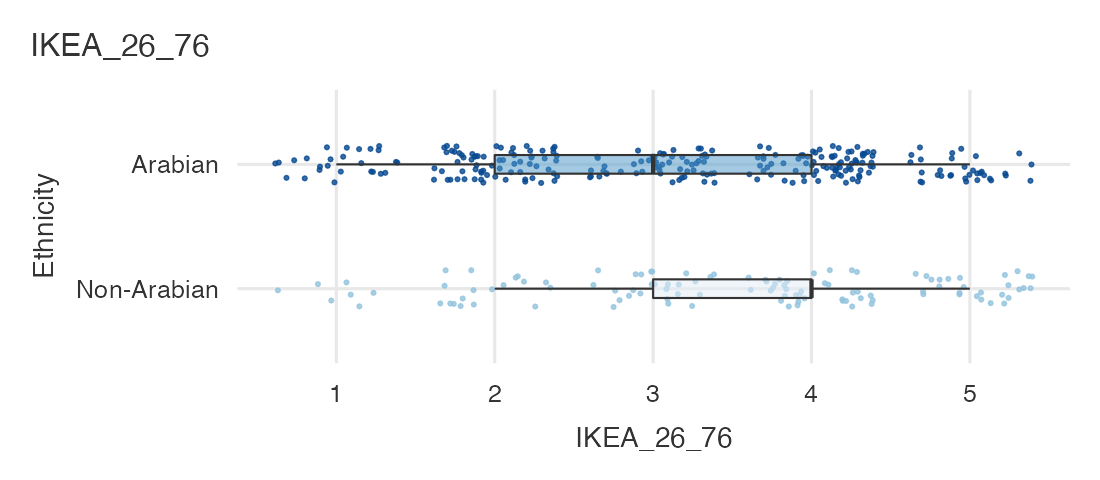 IKEA_26_76
Ethnicity
Arabian
Non-Arabian
1 2 3 4 5
IKEA_26_76